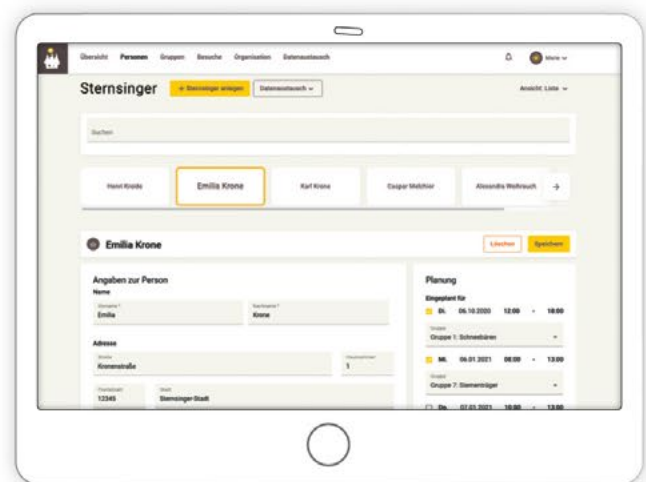 Übersicht Personen Gruppen Besuche Organisation Datenaustausch Marie
Sternsinger + Sternsinger anlegen Datenaustausch Ansicht: Liste
Suchen
Henri Kreide Emilia Krone Karl Krone Caspar Melchior Alexandra Weihrauch
Emilia Krone Löschen Speichern
Angaben zur Person
Name
Vorname * Nachname *
Emilia Krone
Adresse
Straße Hausnummer
Kronenstraße 1
Postleitzahl Stadt
12345 Sternsinger-Stadt
Planung
Eingeplant für
Di. 06.10.2020 12:00 - 18:00
Gruppe
Gruppe 1: Schneebären
Mi. 06.01.2021 08:00 - 13:00
Gruppe
Gruppe 7: Sternenträger
Do. 07.01.2021 10:00 - 13:00